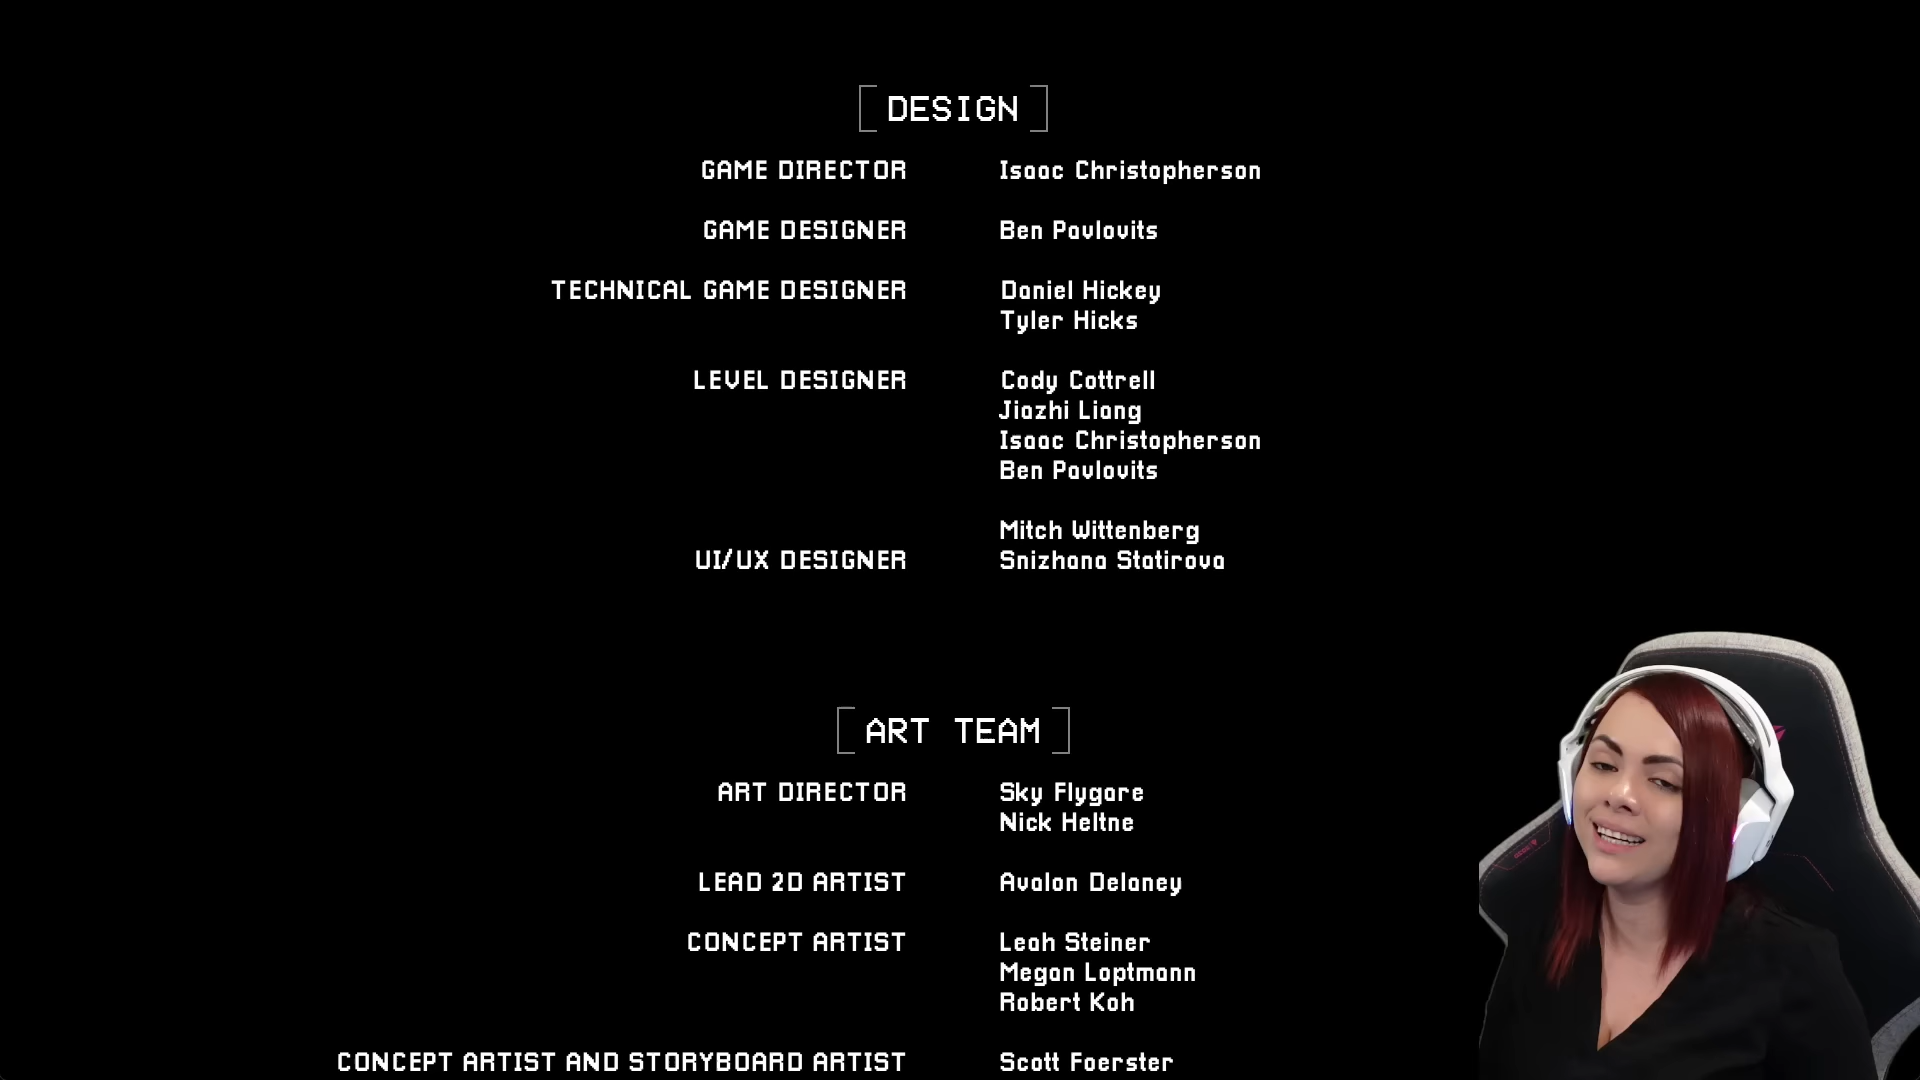 DESIGN
GAME DIRECTOR Isaac Christopherson
GAME DESIGNER Ben Pavlovits
TECHNICAL GAME DESIGNER Daniel Hickey
Tyler Hicks
LEVEL DESIGNER Cody Cottrell
Jiazhi Liang
Isaac Christopherson
Ben Pavlovits
Mitch Wittenberg
UI/UX DESIGNER Snizhana Statirova
ART TEAM
ART DIRECTOR Sky Flygare
Nick Heltne
LEAD 2D ARTIST Avalon Delaney
CONCEPT ARTIST Leah Steiner
Megan Loptmann
Robert Koh
CONCEPT ARTIST AND STORYBOARD ARTIST Scott Foerster